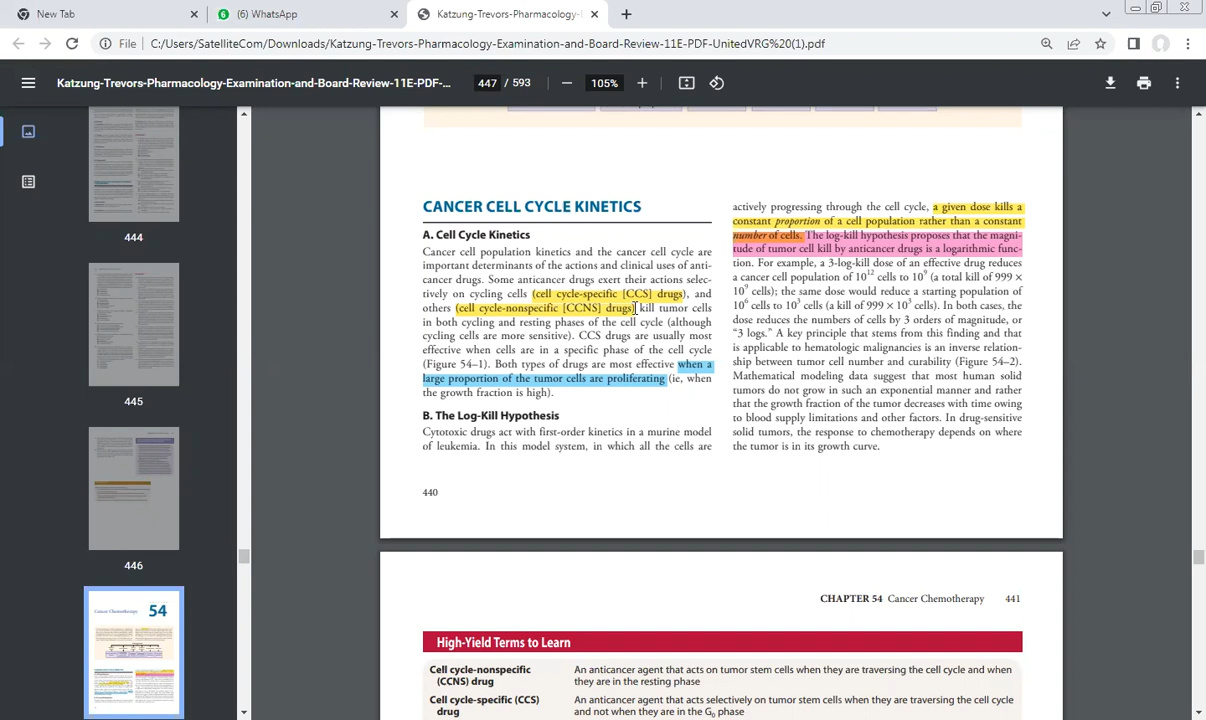 New Tab
(6) WhatsApp
Katzung-Trevors-Pharmacology-
File
C:/Users/SatelliteCom/Downloads/Katzung-Trevors-Pharmacology-Examination-and-Board-Review-11E-PDF-UnitedVRG%20(1).pdf
Katzung-Trevors-Pharmacology-Examination-and-Board-Review-11E-PDF-...
447 / 593
105%
444
445
446
Cancer Chemotherapy 54
CANCER CELL CYCLE KINETICS
A. Cell Cycle Kinetics
Cancer cell population kinetics and the cancer cell cycle are
important determinants of the actions and clinical uses of anti-
cancer drugs. Some anticancer drugs exert their actions selec-
tively on cycling cells (cell cycle-specific [CCS] drugs), and
others (cell cycle-nonspecific [CCNS] drugs) kill tumor cells
in both cycling and resting phases of the cell cycle (although
cycling cells are more sensitive). CCS drugs are usually most
effective when cells are in a specific phase of the cell cycle
(Figure 54–1). Both types of drugs are most effective when a
large proportion of the tumor cells are proliferating (ie, when
the growth fraction is high).
B. The Log-Kill Hypothesis
Cytotoxic drugs act with first-order kinetics in a murine model
of leukemia. In this model system, in which all the cells are
440
actively progressing through the cell cycle, a given dose kills a
constant proportion of a cell population rather than a constant
number of cells. The log-kill hypothesis proposes that the magni-
tude of tumor cell kill by anticancer drugs is a logarithmic func-
tion. For example, a 3-log-kill dose of an effective drug reduces
a cancer cell population of 10¹² cells to 10⁹ (a total kill of 999 ×
10⁹ cells); the same dose would reduce a starting population of
10⁶ cells to 10³ cells (a kill of 999 × 10³ cells). In both cases, the
dose reduces the numbers of cells by 3 orders of magnitude, or
“3 logs.” A key principle that stems from this finding and that
is applicable to hematologic malignancies is an inverse relation-
ship between tumor cell number and curability (Figure 54–2).
Mathematical modeling data suggest that most human solid
tumors do not grow in such an exponential manner and rather
that the growth fraction of the tumor decreases with time owing
to blood supply limitations and other factors. In drug-sensitive
solid tumors, the response to chemotherapy depends on where
the tumor is in its growth curve.
CHAPTER 54 Cancer Chemotherapy 441
High-Yield Terms to Learn
Cell cycle-nonspecific An anticancer agent that acts on tumor stem cells when they are traversing the cell cycle and when
(CCNS) drug they are in the resting phase
Cell cycle-specific (CCS) An anticancer agent that acts selectively on tumor stem cells when they are traversing the cell cycle
drug and not when they are in the G₀ phase